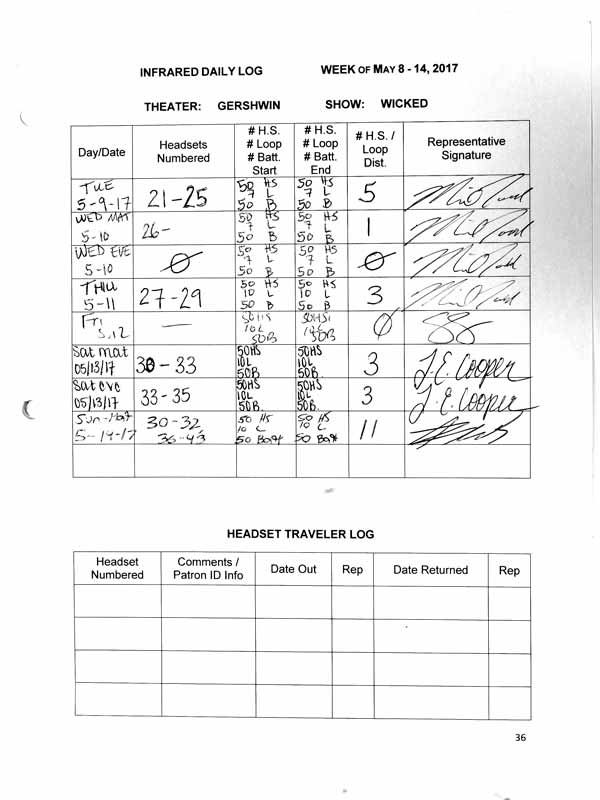 INFRARED DAILY LOG WEEK OF MAY 8 - 14, 2017
THEATER: GERSHWIN SHOW: WICKED
Day/Date Headsets Numbered # H.S. # Loop # Batt. Start # H.S. # Loop # Batt. End # H.S. / Loop Dist. Representative Signature
TUE 5-9-17 21-25 50 HS 7 L 50 B 50 HS 7 L 50 B 5
WED MAT 5-10 26- 50 HS 7 L 50 B 50 HS 7 L 50 B 1
WED EVE 5-10 Ø 50 HS 7 L 50 B 50 HS 7 L 50 B Ø
THU 5-11 27-29 50 HS 10 L 50 B 50 HS 10 L 50 B 3
Fri 5.12 — 50HS 10L 50B 50HS 10L 50B Ø
Sat mat 05/13/17 30-33 50HS 10L 50B 50HS 10L 50B. 3 J.E. Cooper
Sat eve 05/13/17 33-35 50HS 10L 50B. 50HS 10L 50B. 3 J.E. Cooper
Sun-Mat 5-14-17 30-32 36-43 50 HS 10 L 50 Batt 50 HS 10 L 50 Batt 11
HEADSET TRAVELER LOG
Headset Numbered Comments / Patron ID Info Date Out Rep Date Returned Rep
36